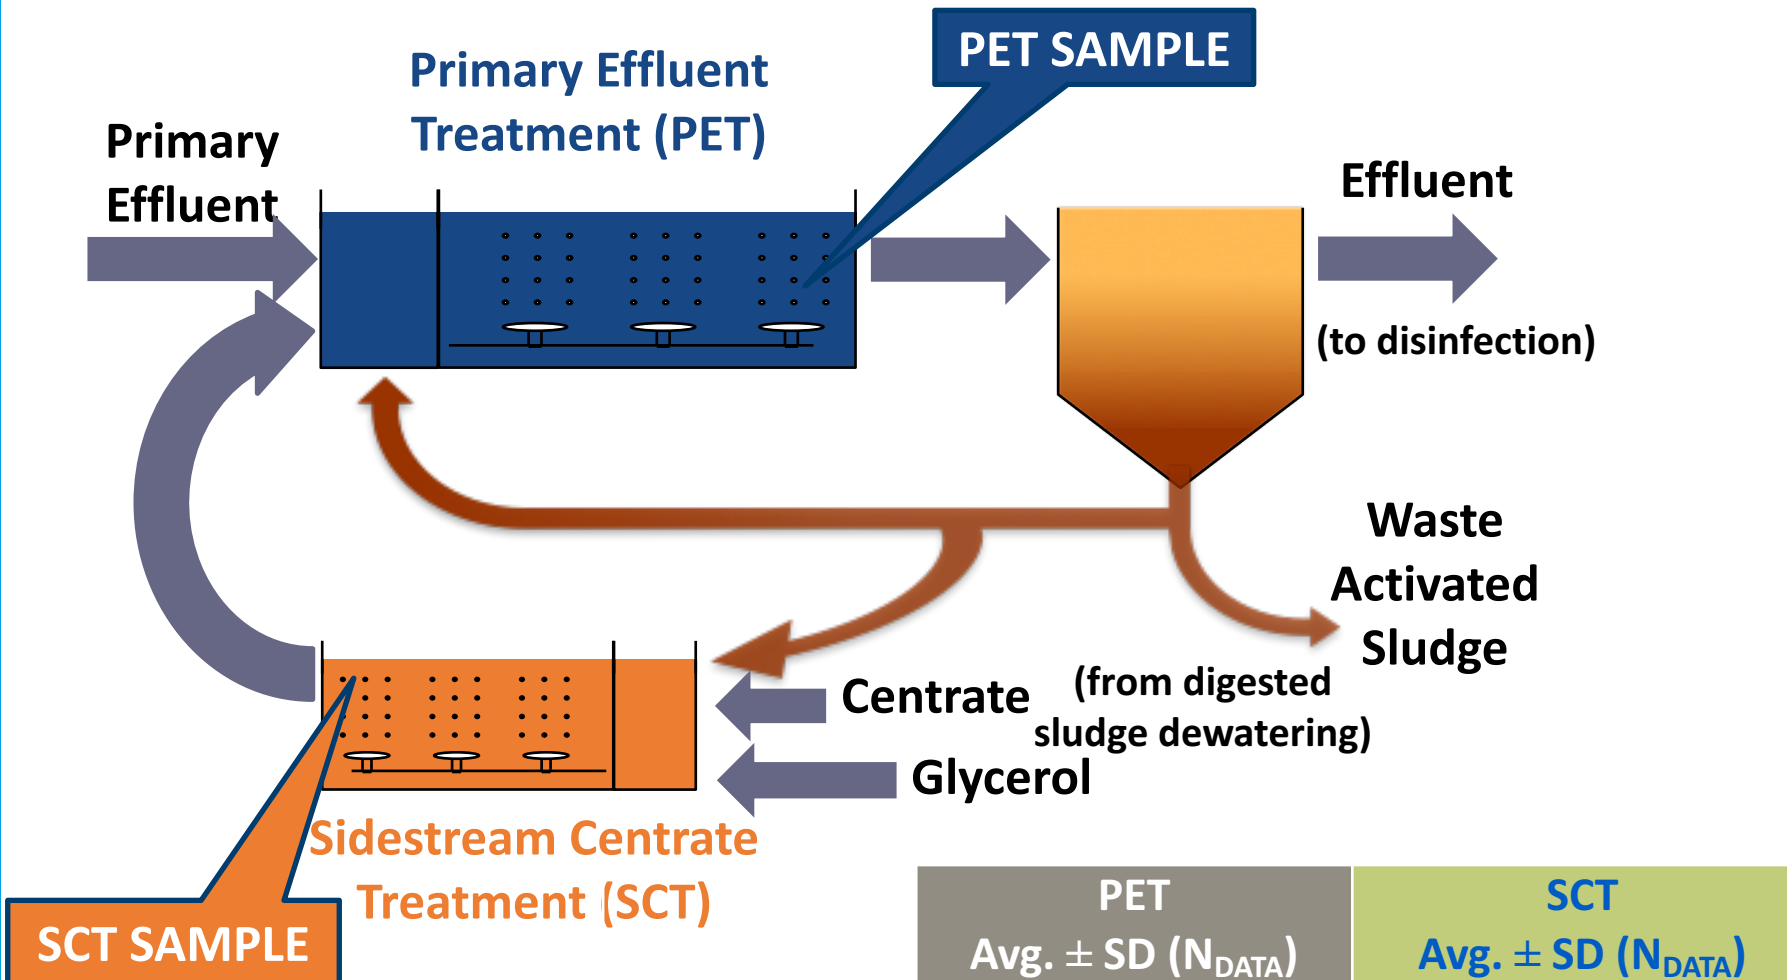 PET SAMPLE
Primary Effluent
Treatment (PET)
Primary
Effluent
Effluent
(to disinfection)
Waste
Activated
Sludge
Centrate
(from digested
sludge dewatering)
Glycerol
Sidestream Centrate
Treatment (SCT)
SCT SAMPLE
PET
Avg. ± SD (NDATA)
SCT
Avg. ± SD (NDATA)